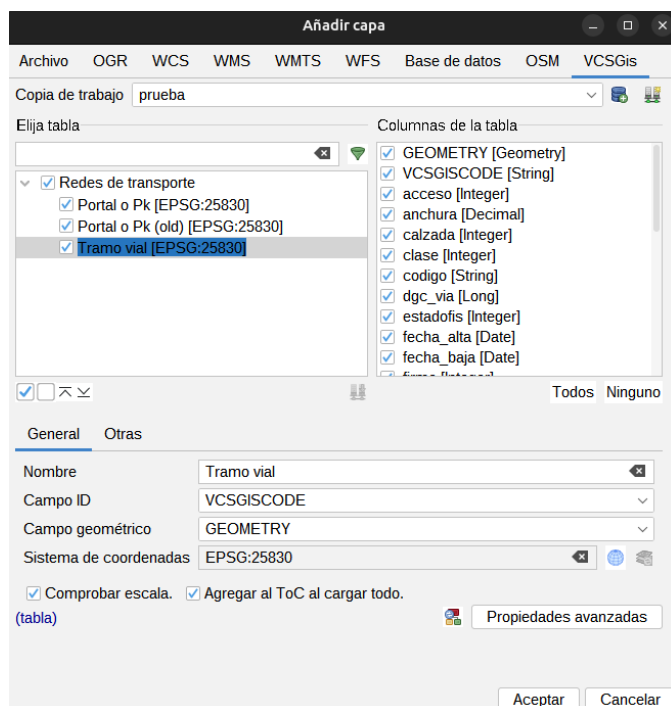 Añadir capa
Archivo OGR WCS WMS WMTS WFS Base de datos OSM VCSGis
Copia de trabajo prueba
Elija tabla
Redes de transporte
Portal o Pk [EPSG:25830]
Portal o Pk (old) [EPSG:25830]
Tramo vial [EPSG:25830]
Columnas de la tabla
GEOMETRY [Geometry]
VCSGISCODE [String]
acceso [Integer]
anchura [Decimal]
calzada [Integer]
clase [Integer]
codigo [String]
dgc_via [Long]
estadofis [Integer]
fecha_alta [Date]
fecha_baja [Date]
firme [Integer]
Todos Ninguno
General Otras
Nombre Tramo vial
Campo ID VCSGISCODE
Campo geométrico GEOMETRY
Sistema de coordenadas EPSG:25830
Comprobar escala. Agregar al ToC al cargar todo.
(tabla)
Propiedades avanzadas
Aceptar Cancelar